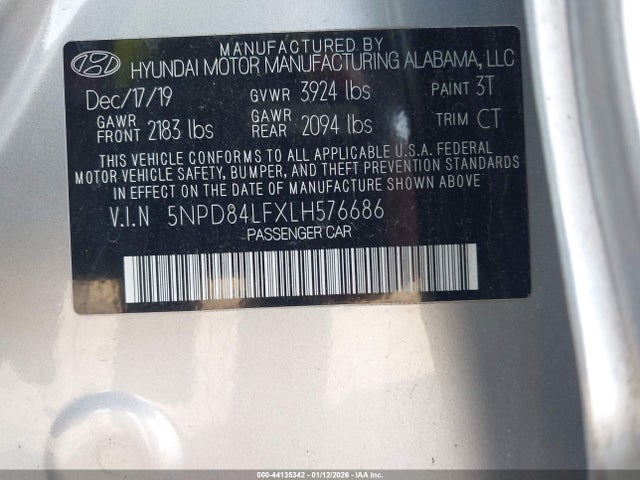 MANUFACTURED BY
HYUNDAI MOTOR MANUFACTURING ALABAMA, LLC
Dec/17/19 GVWR 3924 lbs PAINT 3T
GAWR FRONT 2183 lbs GAWR REAR 2094 lbs TRIM CT
THIS VEHICLE CONFORMS TO ALL APPLICABLE U.S.A. FEDERAL
MOTOR VEHICLE SAFETY, BUMPER, AND THEFT PREVENTION STANDARDS
IN EFFECT ON THE DATE OF MANUFACTURE SHOWN ABOVE.
V.I.N 5NPD84LFXLH576686
PASSENGER CAR
000-44135342 - 01/12/2026 - IAA Inc.